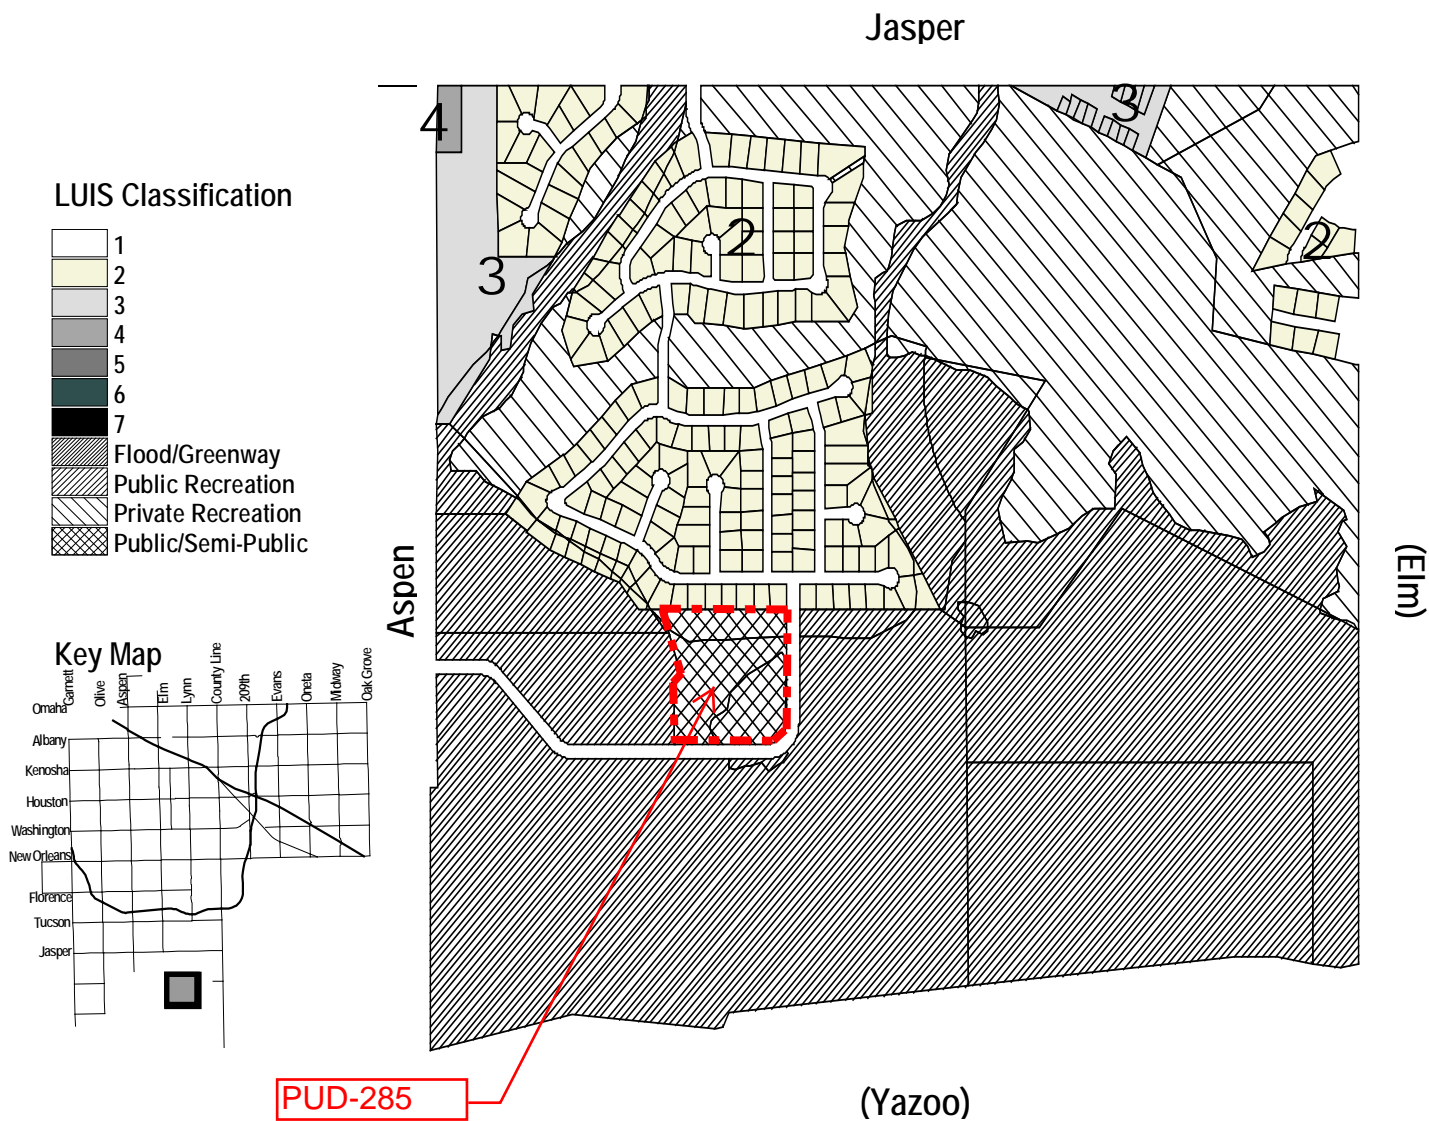 Jasper
4
3
2
3
2
LUIS Classification
1
2
3
4
5
6
7
Flood/Greenway
Public Recreation
Private Recreation
Public/Semi-Public
Aspen
(Elm)
Key Map
Garnett
Olive
Aspen
Elm
Lynn
County Line
209th
Evans
Oneta
Midway
Oak Grove
Omaha
Albany
Kenosha
Houston
Washington
New Orleans
Florence
Tucson
Jasper
PUD-285
(Yazoo)